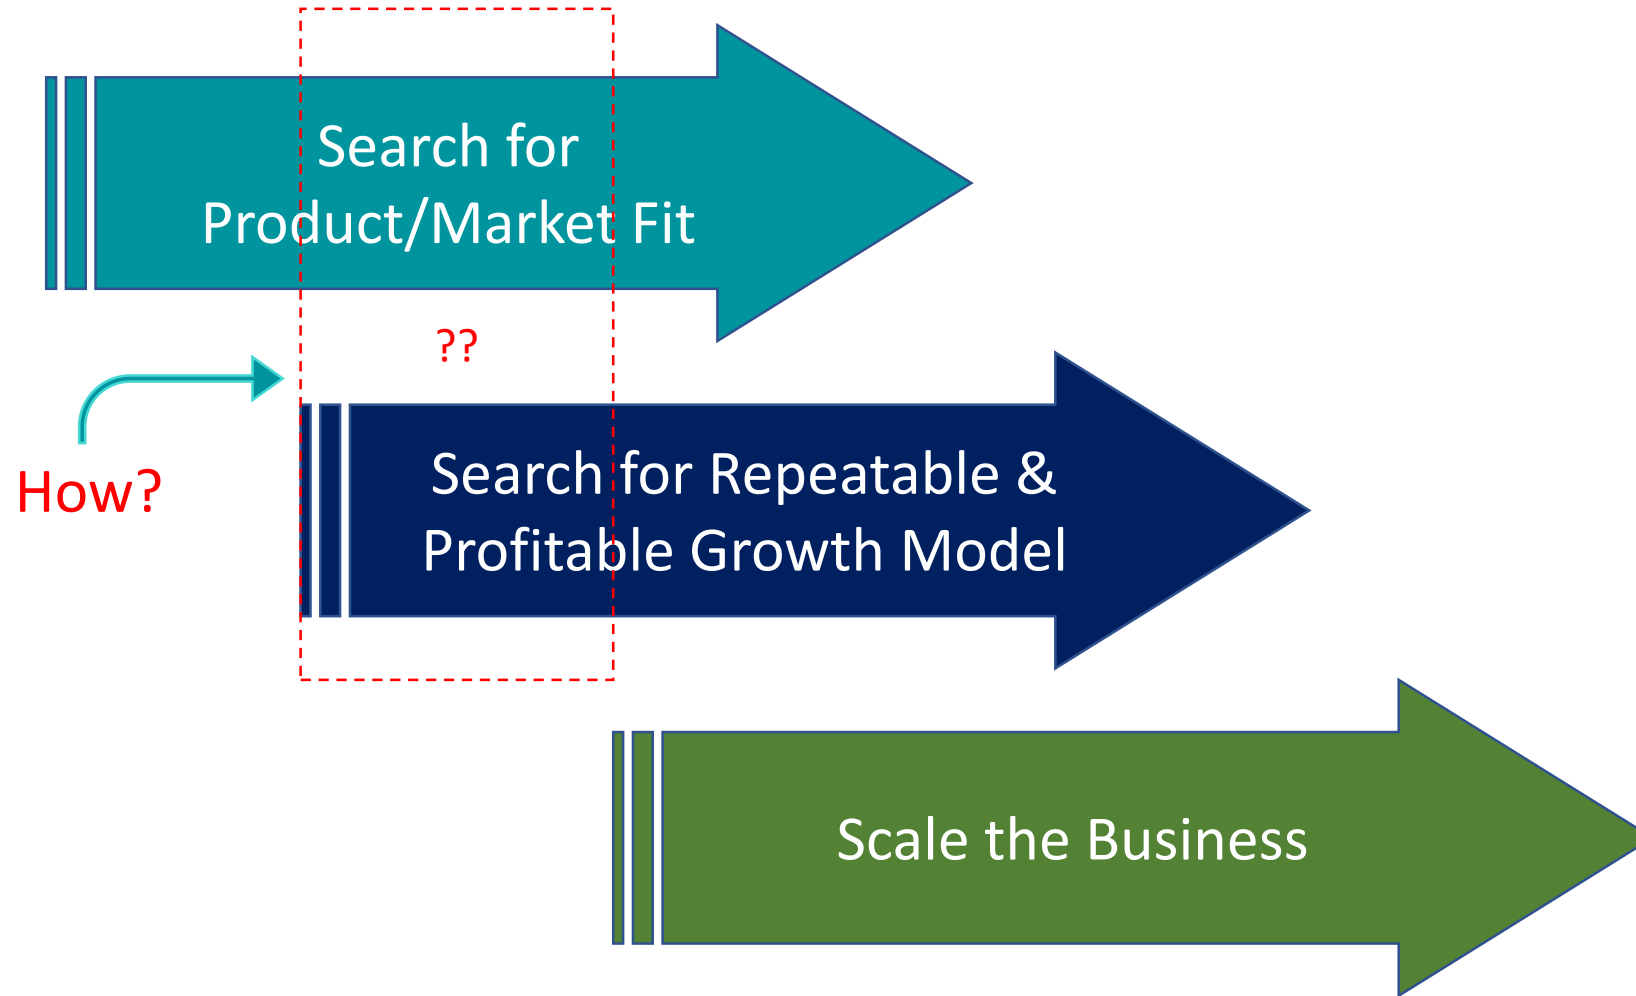 Search for
Product/Market Fit
??
How?
Search for Repeatable &
Profitable Growth Model
Scale the Business